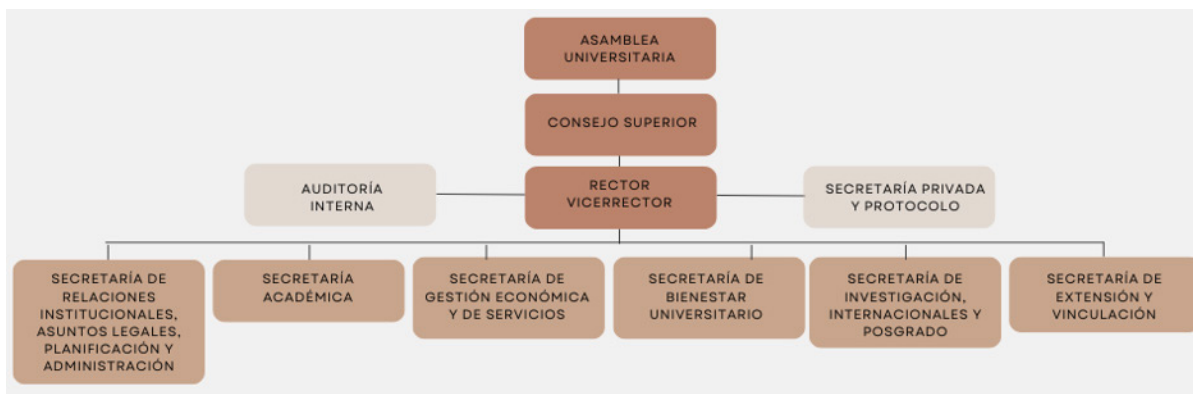 ASAMBLEA
UNIVERSITARIA
CONSEJO SUPERIOR
AUDITORÍA
INTERNA
RECTOR
VICERRECTOR
SECRETARÍA PRIVADA
Y PROTOCOLO
SECRETARÍA DE
RELACIONES
INSTITUCIONALES,
ASUNTOS LEGALES,
PLANIFICACIÓN Y
ADMINISTRACIÓN
SECRETARÍA
ACADÉMICA
SECRETARÍA DE
GESTIÓN ECONÓMICA
Y DE SERVICIOS
SECRETARÍA DE
BIENESTAR
UNIVERSITARIO
SECRETARÍA DE
INVESTIGACIÓN,
INTERNACIONALES Y
POSGRADO
SECRETARÍA DE
EXTENSIÓN Y
VINCULACIÓN